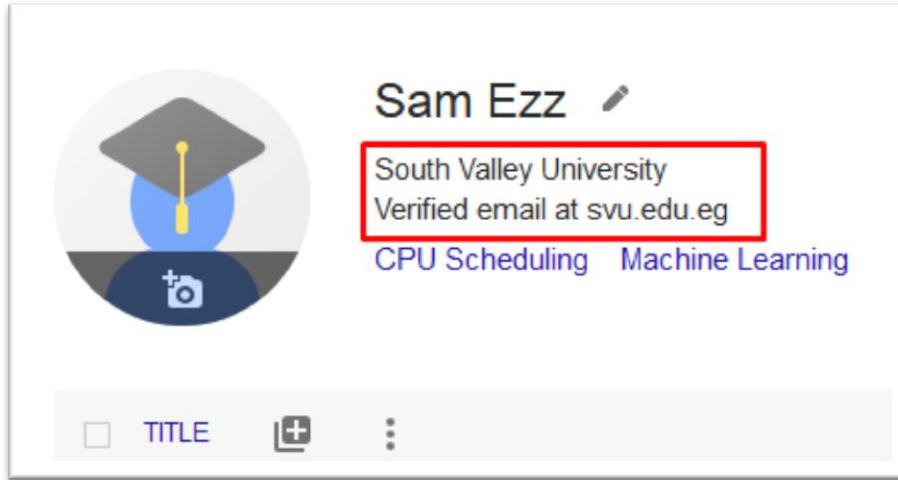 Sam Ezz
South Valley University
Verified email at svu.edu.eg
CPU Scheduling Machine Learning
TITLE